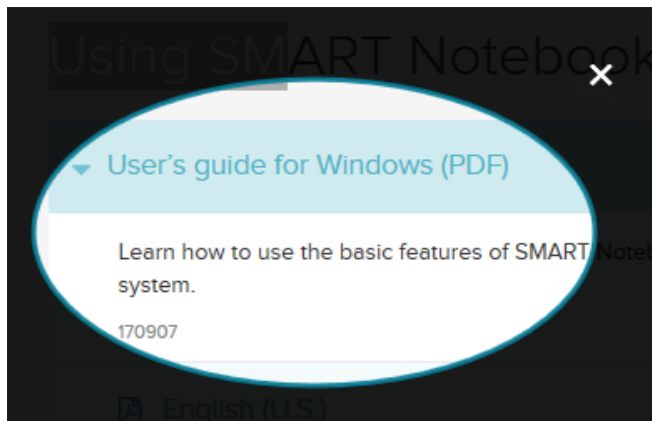 Using SMART Notebook
User's guide for Windows (PDF)
Learn how to use the basic features of SMART Noteb
system.
170907
English (U.S.)